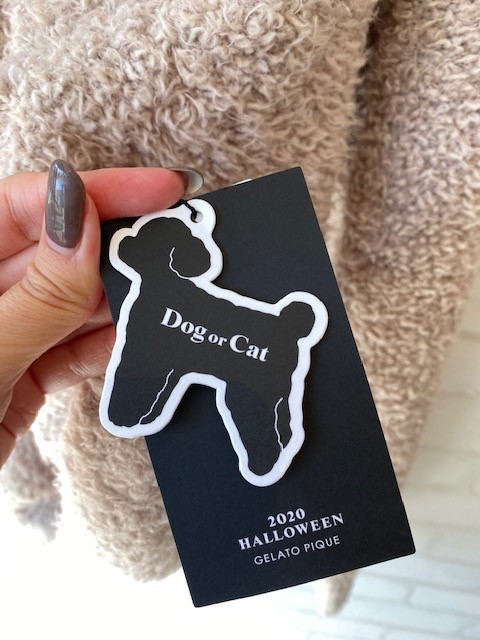 Dog or Cat
2020
HALLOWEEN
GELATO PIQUE